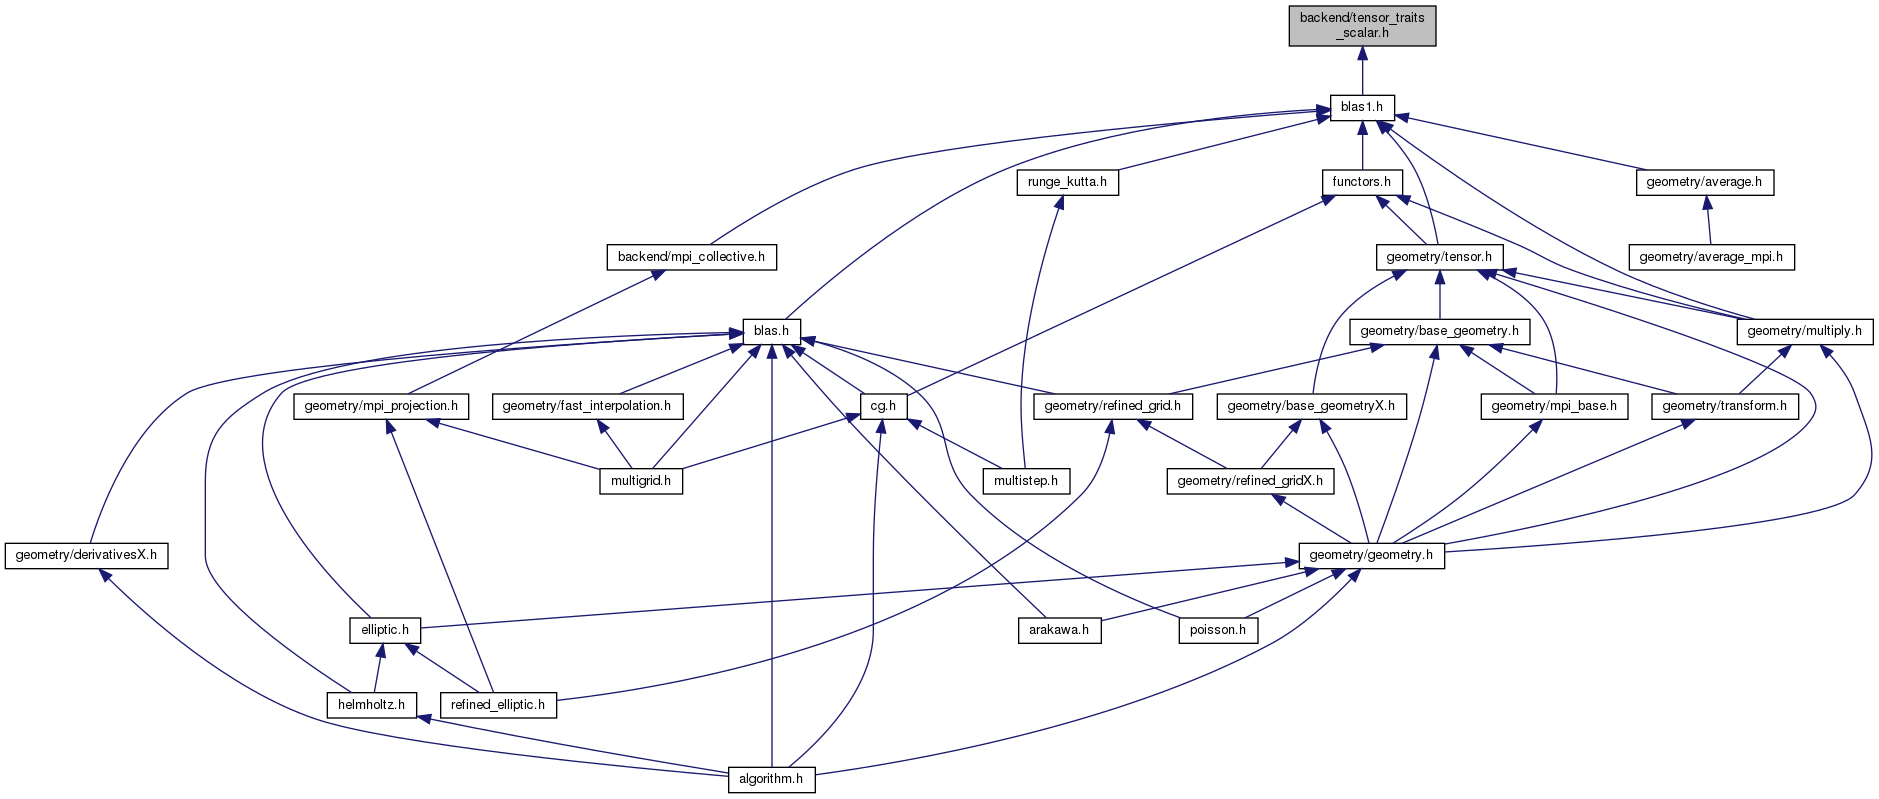 backend/tensor_traits
_scalar.h
blas1.h
runge_kutta.h
functors.h
geometry/average.h
backend/mpi_collective.h
geometry/tensor.h
geometry/average_mpi.h
blas.h
geometry/base_geometry.h
geometry/multiply.h
geometry/mpi_projection.h
geometry/fast_interpolation.h
cg.h
geometry/refined_grid.h
geometry/base_geometryX.h
geometry/mpi_base.h
geometry/transform.h
multigrid.h
multistep.h
geometry/refined_gridX.h
geometry/derivativesX.h
geometry/geometry.h
elliptic.h
arakawa.h
poisson.h
helmholtz.h
refined_elliptic.h
algorithm.h